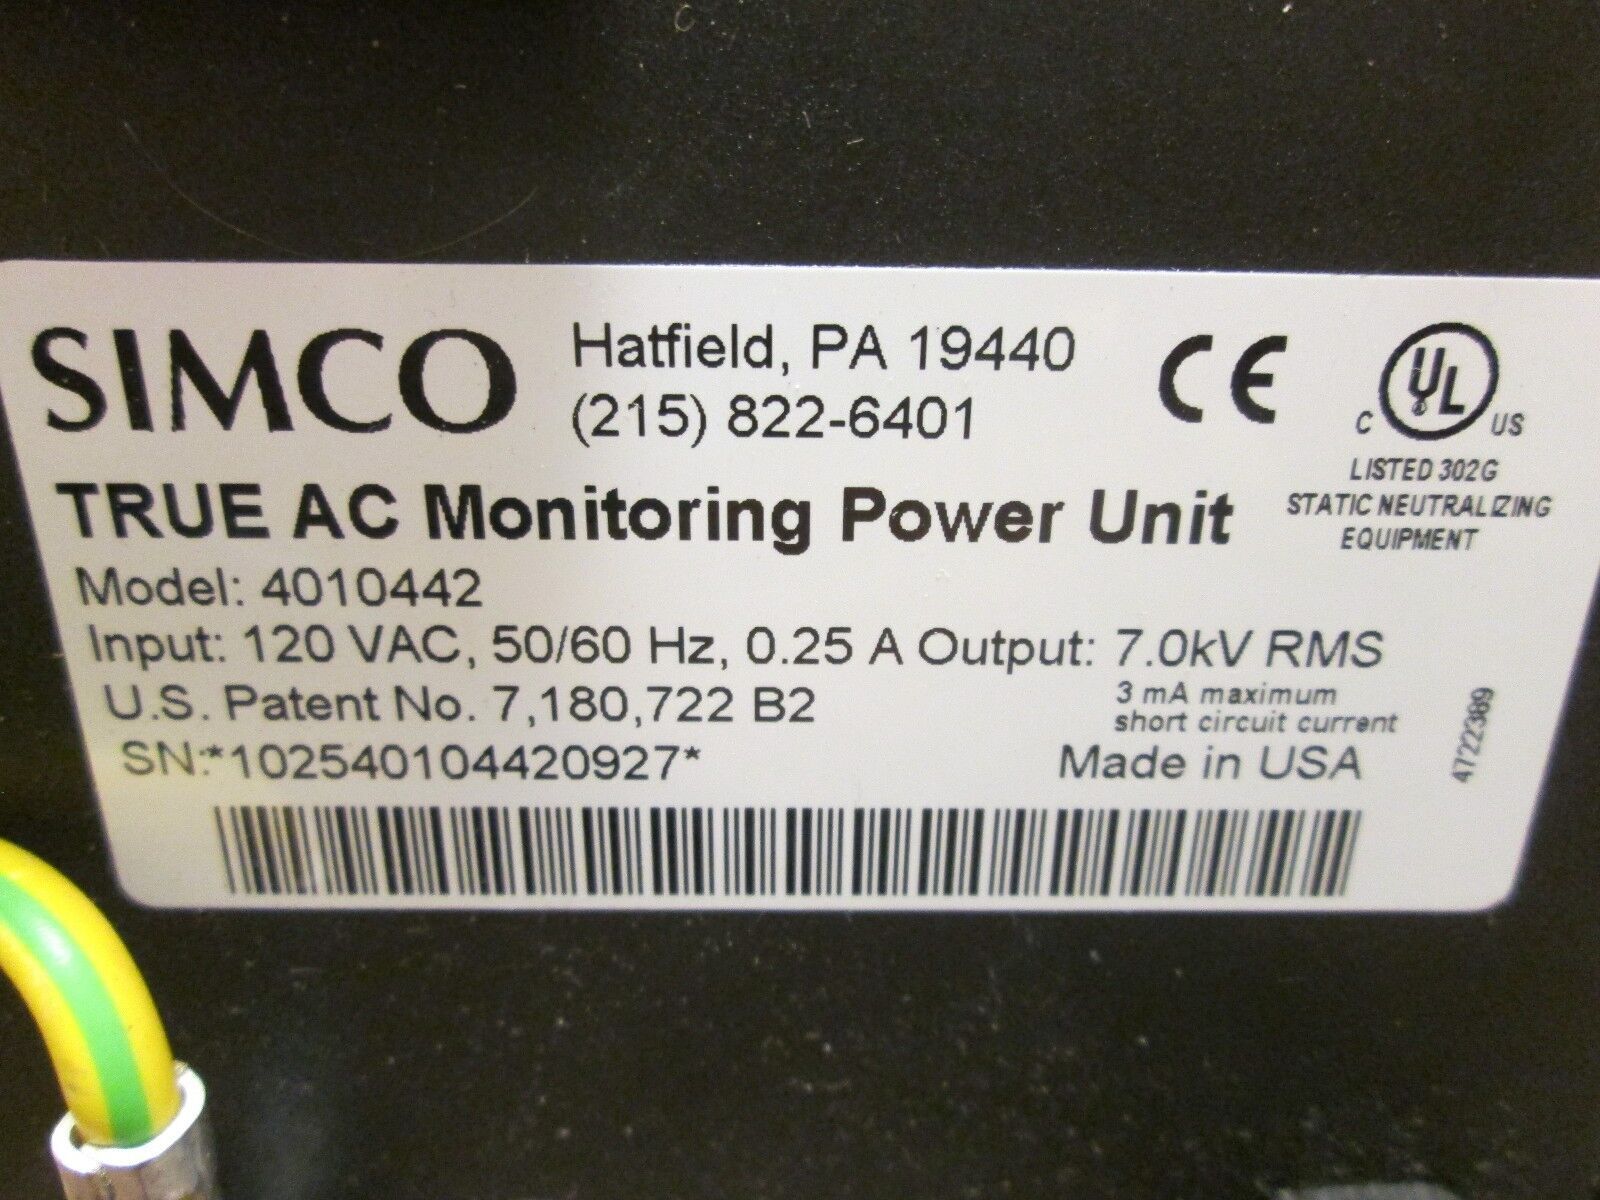 SIMCO
Hatfield, PA 19440
(215) 822-6401
CE
C UL US
LISTED 302G
STATIC NEUTRALIZING
EQUIPMENT
TRUE AC Monitoring Power Unit
Model: 4010442
Input: 120 VAC, 50/60 Hz, 0.25 A Output: 7.0kV RMS
3 mA maximum
short circuit current
U.S. Patent No. 7,180,722 B2
SN:*102540104420927*
Made in USA
4722389